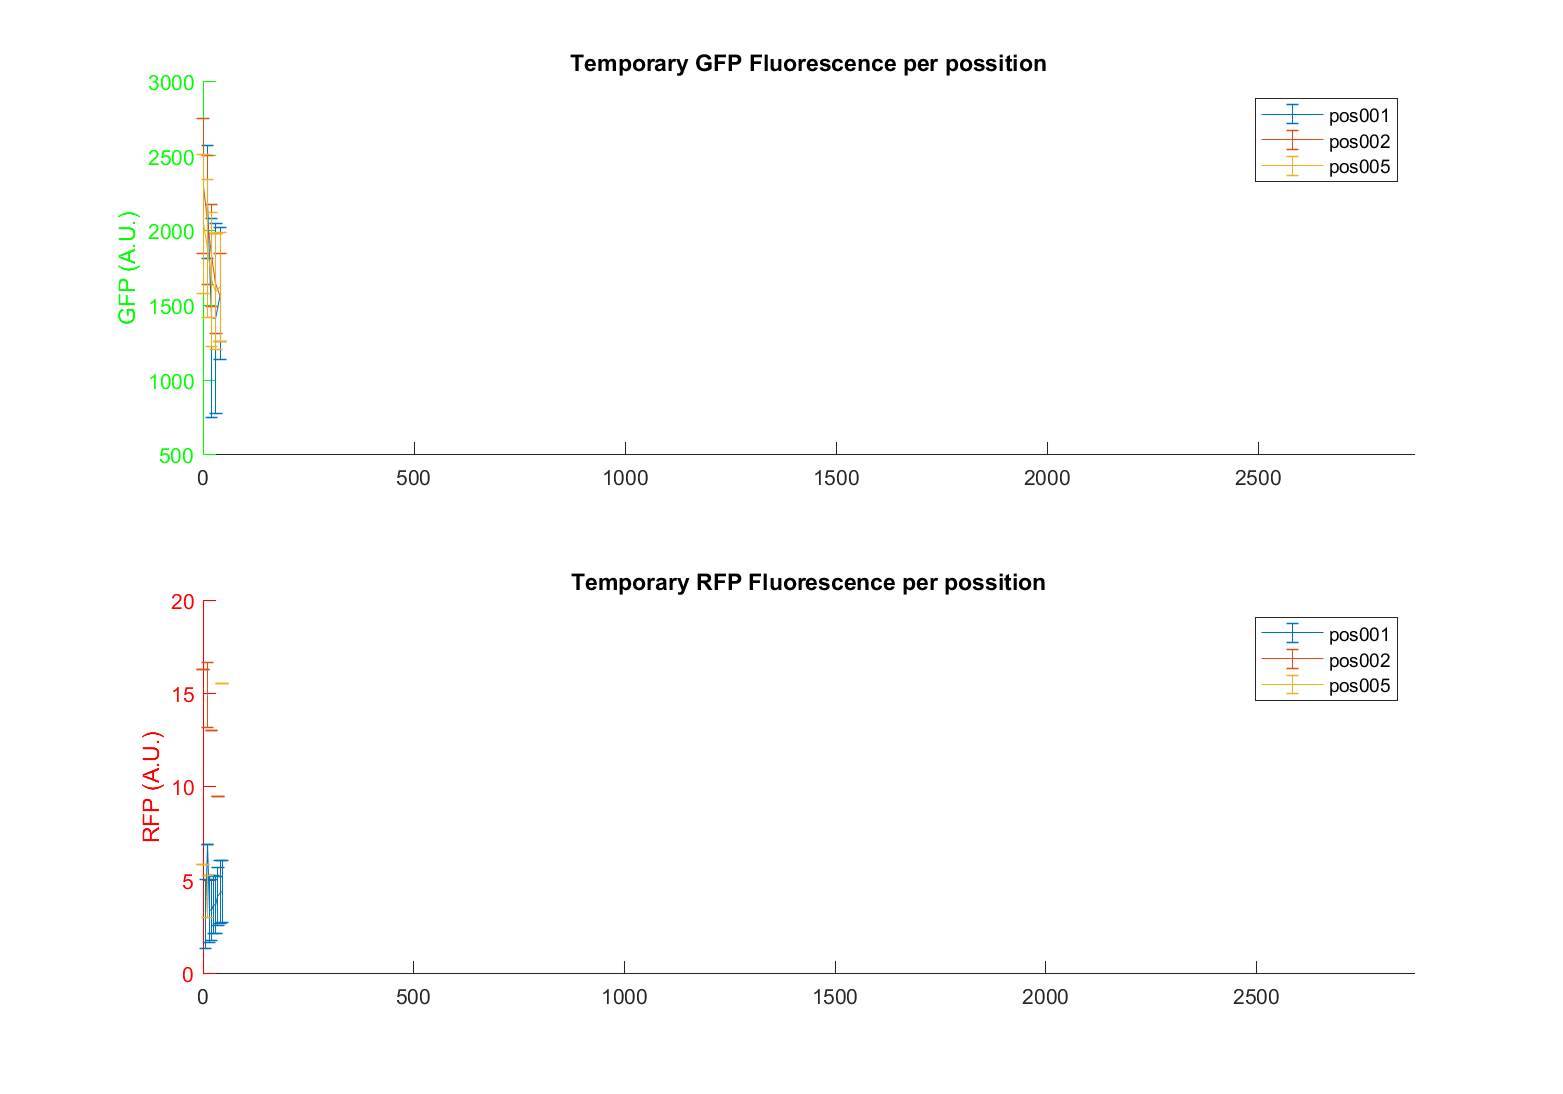 Temporary GFP Fluorescence per possition
3000
2500
2000
1500
1000
500
GFP (A.U.)
0 500 1000 1500 2000 2500
pos001
pos002
pos005
Temporary RFP Fluorescence per possition
20
15
10
5
0
RFP (A.U.)
0 500 1000 1500 2000 2500
pos001
pos002
pos005